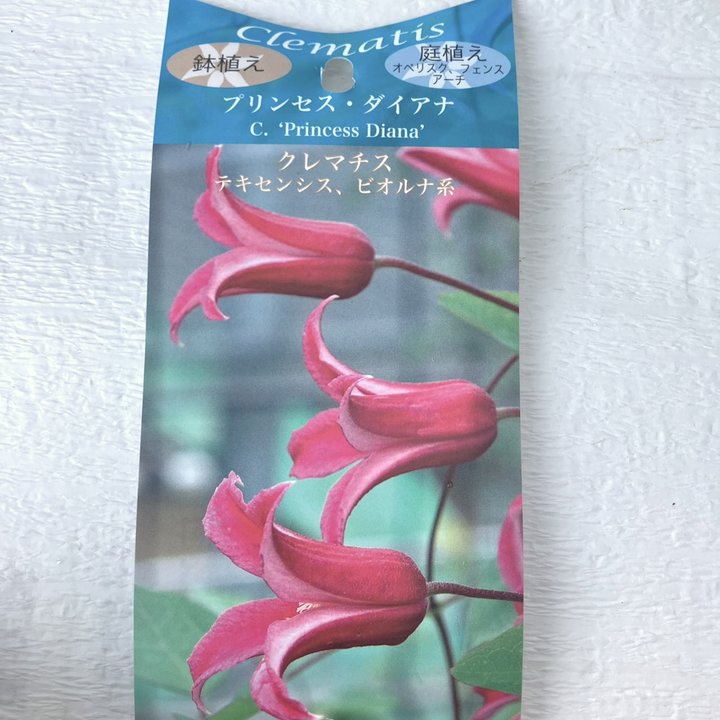 Clematis
鉢植え
庭植え
オベリスク、フェンス
アーチ
プリンセス・ダイアナ
C. ‘Princess Diana’
クレマチス
テキセンシス、ビオルナ系